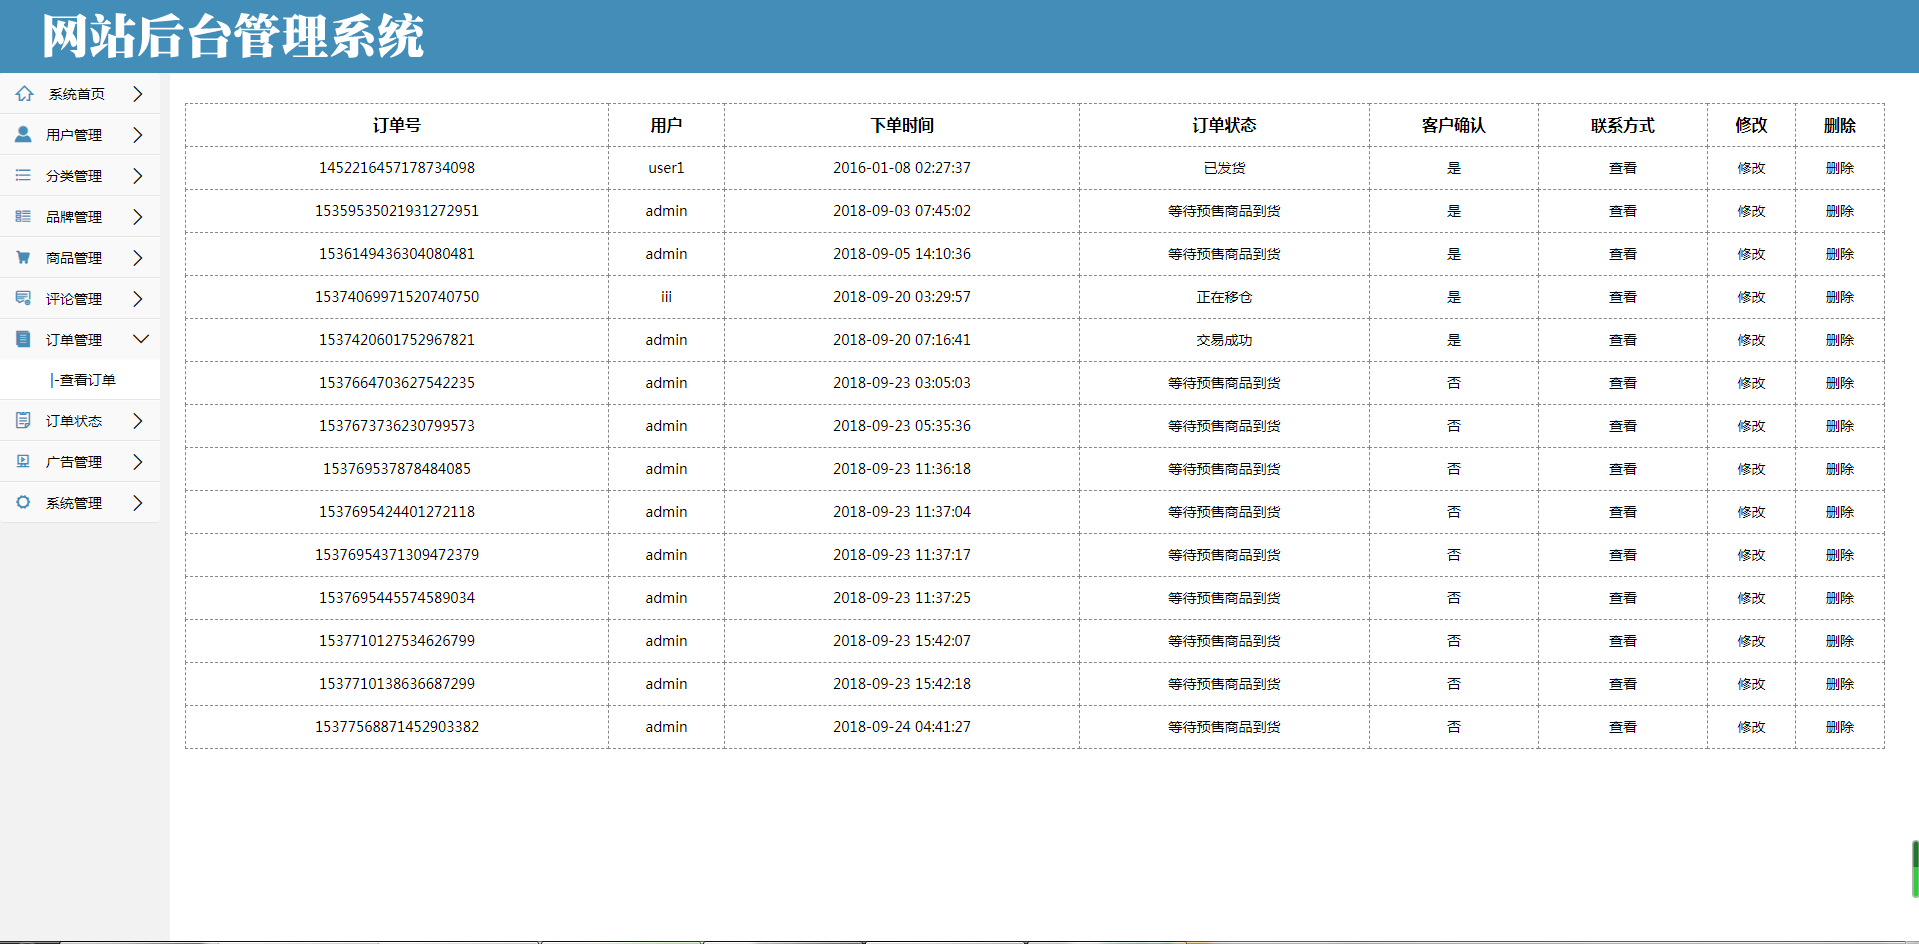 网站后台管理系统
系统首页
用户管理
分类管理
品牌管理
商品管理
评论管理
订单管理
|-查看订单
订单状态
广告管理
系统管理
订单号 用户 下单时间 订单状态 客户确认 联系方式 修改 删除
1452216457178734098 user1 2016-01-08 02:27:37 已发货 是 查看 修改 删除
15359535021931272951 admin 2018-09-03 07:45:02 等待预售商品到货 是 查看 修改 删除
1536149436304080481 admin 2018-09-05 14:10:36 等待预售商品到货 是 查看 修改 删除
15374069971520740750 iii 2018-09-20 03:29:57 正在移仓 是 查看 修改 删除
1537420601752967821 admin 2018-09-20 07:16:41 交易成功 是 查看 修改 删除
1537664703627542235 admin 2018-09-23 03:05:03 等待预售商品到货 否 查看 修改 删除
1537673736230799573 admin 2018-09-23 05:35:36 等待预售商品到货 否 查看 修改 删除
153769537878484085 admin 2018-09-23 11:36:18 等待预售商品到货 否 查看 修改 删除
1537695424401272118 admin 2018-09-23 11:37:04 等待预售商品到货 否 查看 修改 删除
15376954371309472379 admin 2018-09-23 11:37:17 等待预售商品到货 否 查看 修改 删除
1537695445574589034 admin 2018-09-23 11:37:25 等待预售商品到货 否 查看 修改 删除
1537710127534626799 admin 2018-09-23 15:42:07 等待预售商品到货 否 查看 修改 删除
1537710138636687299 admin 2018-09-23 15:42:18 等待预售商品到货 否 查看 修改 删除
15377568871452903382 admin 2018-09-24 04:41:27 等待预售商品到货 否 查看 修改 删除